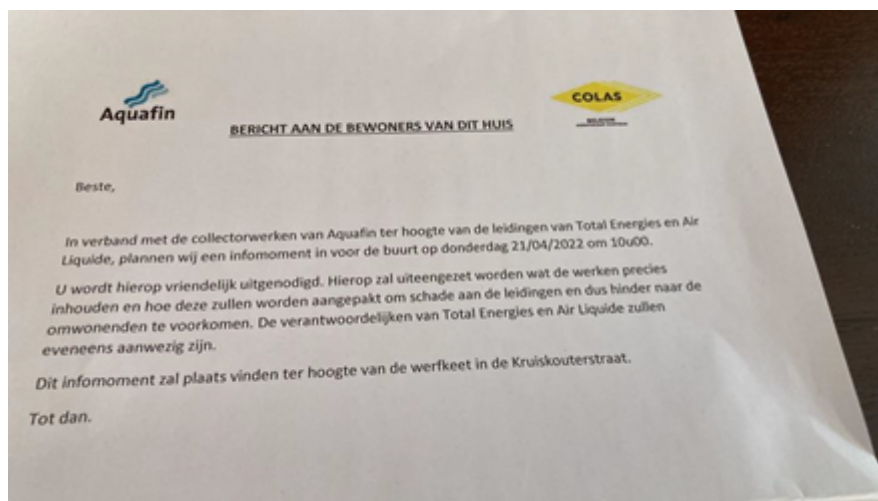 Aquafin
COLAS
BELGIUM
BERICHT AAN DE BEWONERS VAN DIT HUIS
Beste,
In verband met de collectorwerken van Aquafin ter hoogte van de leidingen van Total Energies en Air
Liquide, plannen wij een infomoment in voor de buurt op donderdag 21/04/2022 om 10u00.
U wordt hierop vriendelijk uitgenodigd. Hierop zal uiteengezet worden wat de werken precies
inhouden en hoe deze zullen worden aangepakt om schade aan de leidingen en dus hinder naar de
omwonenden te voorkomen. De verantwoordelijken van Total Energies en Air Liquide zullen
eveneens aanwezig zijn.
Dit infomoment zal plaats vinden ter hoogte van de werfkeet in de Kruiskouterstraat.
Tot dan.